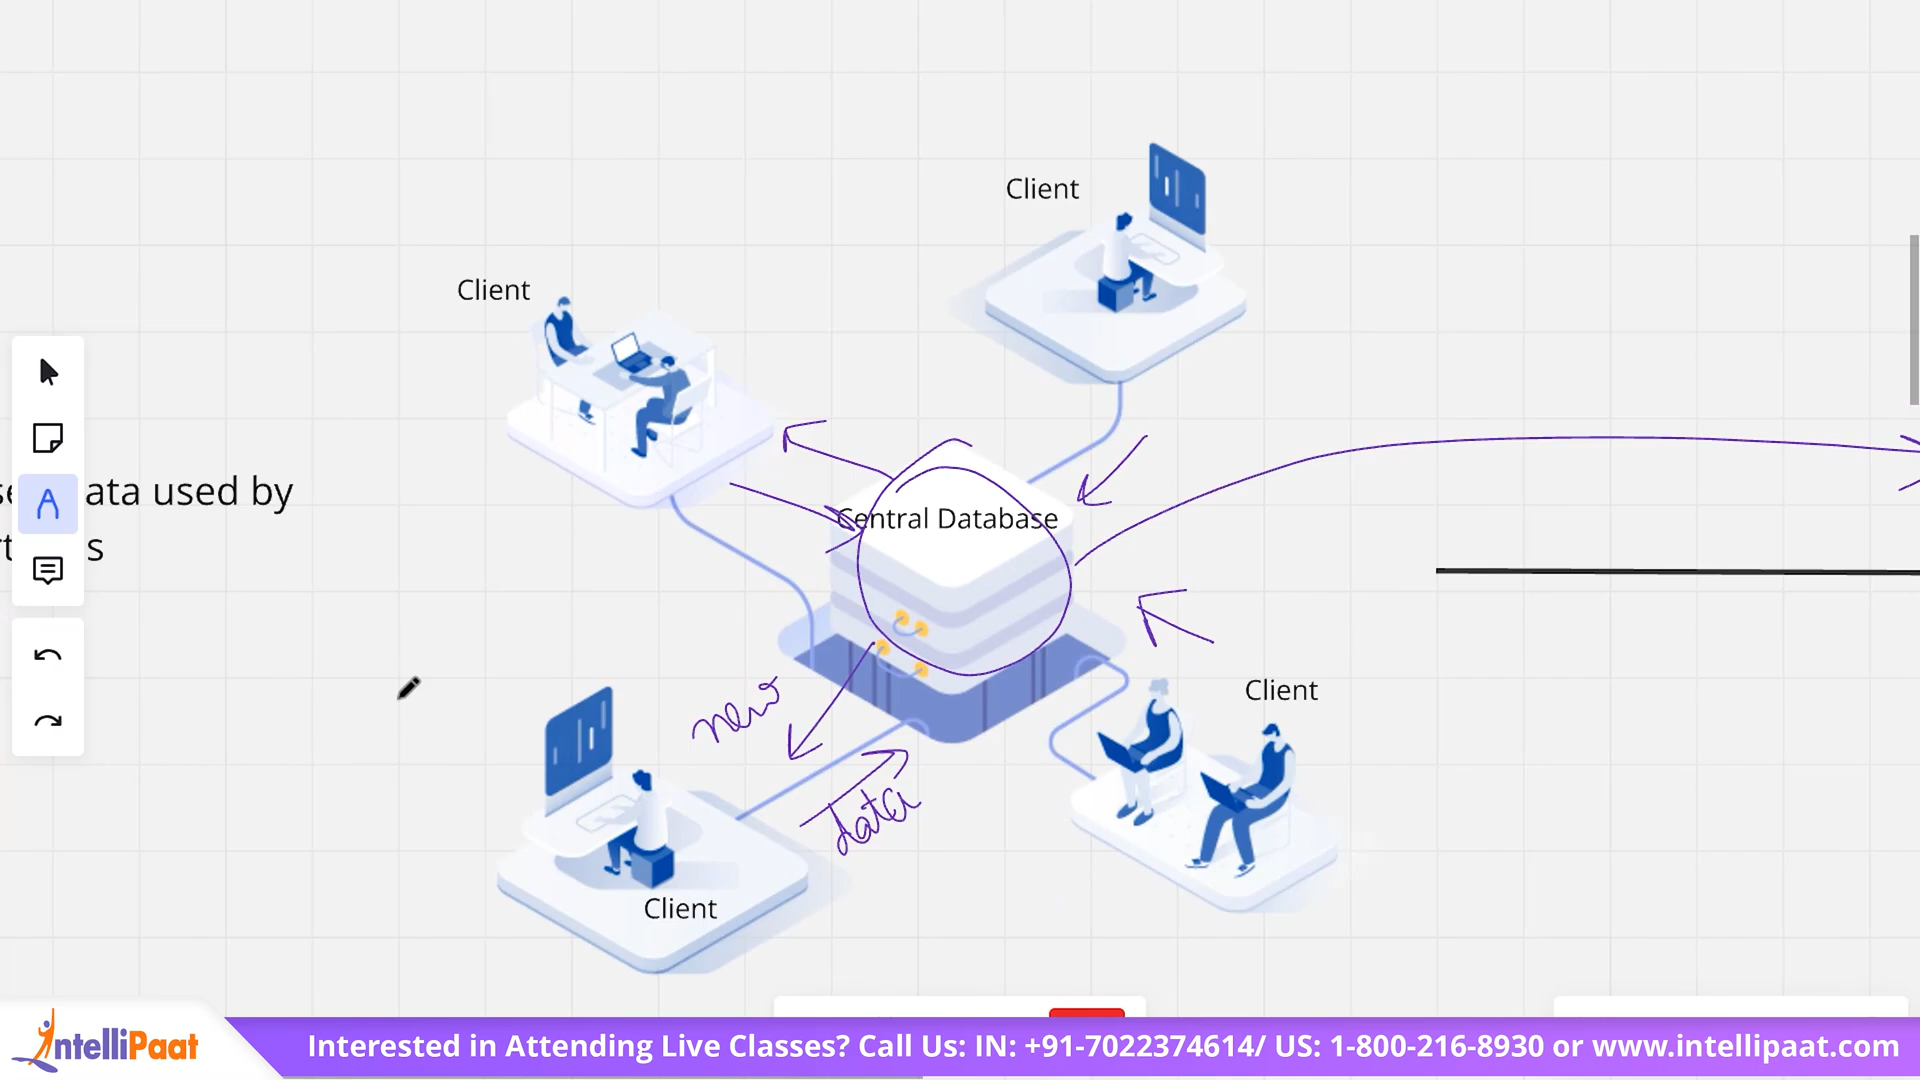 Client
Client
ata used by
s
Central Database
Client
new
data
Client
IntelliPaat
Interested in Attending Live Classes? Call Us: IN: +91-7022374614/ US: 1-800-216-8930 or www.intellipaat.com